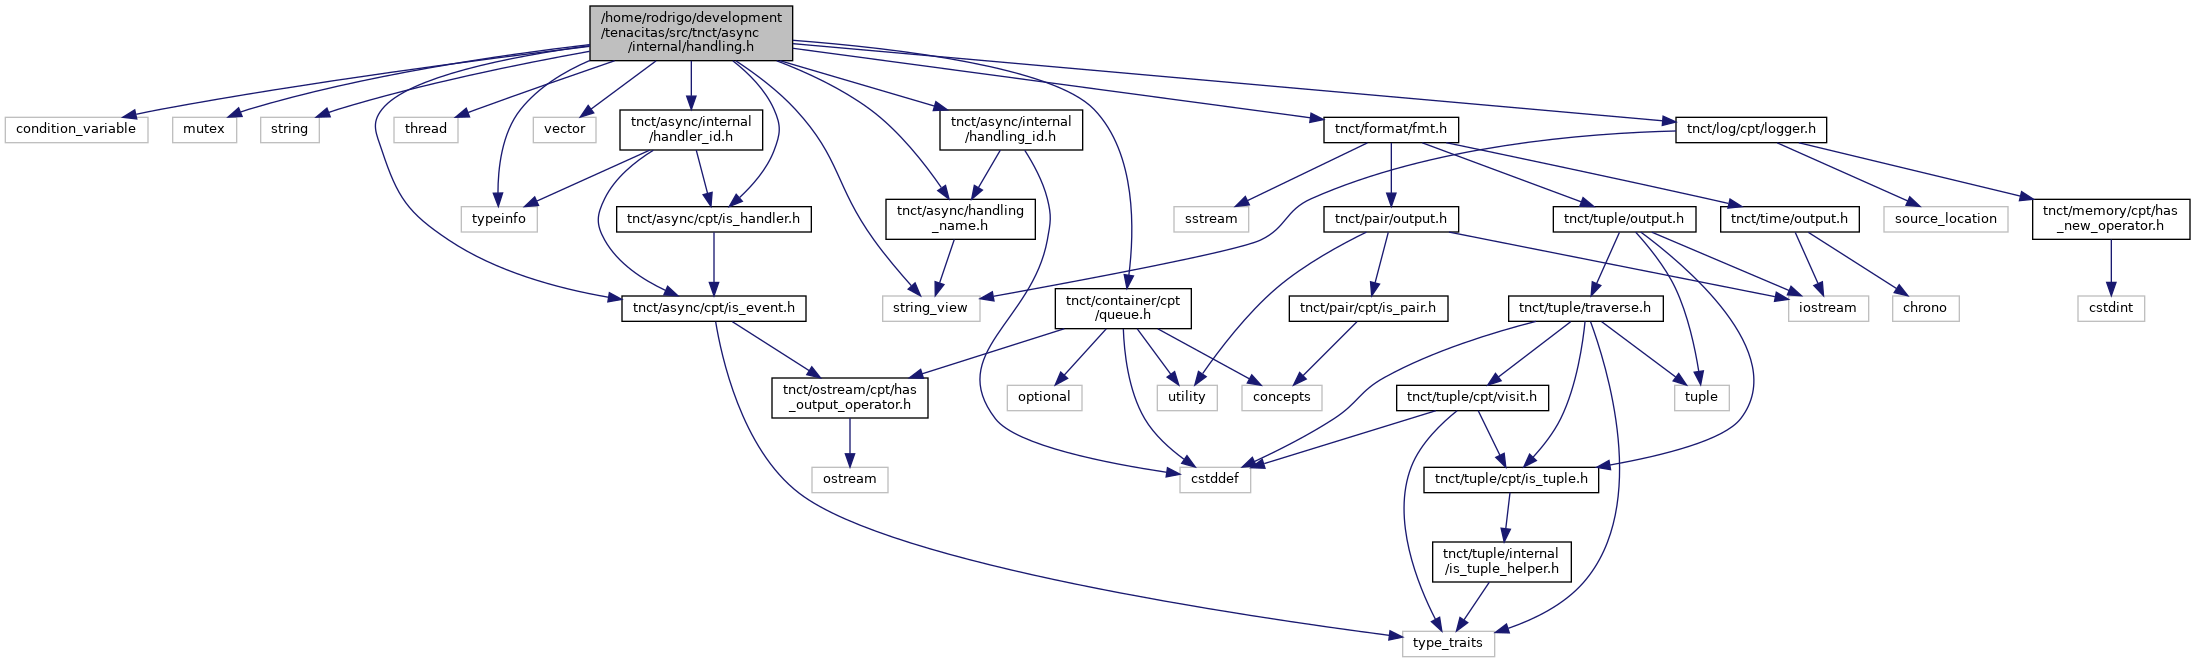 /home/rodrigo/development
/tenacitas/src/tnct/async
/internal/handling.h
condition_variable
mutex
string
thread
vector
tnct/async/internal
/handler_id.h
tnct/async/internal
/handling_id.h
tnct/format/fmt.h
tnct/log/cpt/logger.h
typeinfo
tnct/async/cpt/is_handler.h
tnct/async/handling
_name.h
sstream
tnct/pair/output.h
tnct/tuple/output.h
tnct/time/output.h
source_location
tnct/memory/cpt/has
_new_operator.h
tnct/async/cpt/is_event.h
string_view
tnct/container/cpt
/queue.h
tnct/pair/cpt/is_pair.h
tnct/tuple/traverse.h
iostream
chrono
cstdint
tnct/ostream/cpt/has
_output_operator.h
optional
utility
concepts
tnct/tuple/cpt/visit.h
tuple
ostream
cstddef
tnct/tuple/cpt/is_tuple.h
tnct/tuple/internal
/is_tuple_helper.h
type_traits